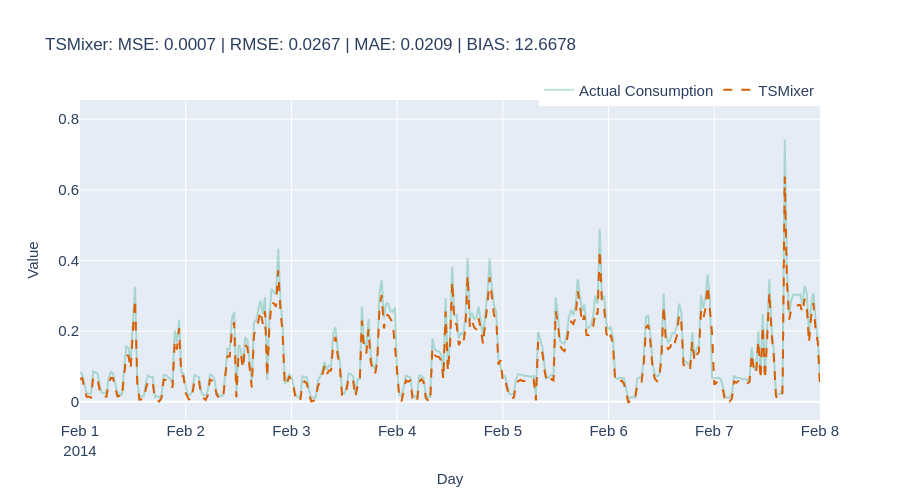 TSMixer: MSE: 0.0007 | RMSE: 0.0267 | MAE: 0.0209 | BIAS: 12.6678
Actual Consumption TSMixer
0.8
0.6
0.4
0.2
0
Value
Feb 1 Feb 2 Feb 3 Feb 4 Feb 5 Feb 6 Feb 7 Feb 8
2014
Day